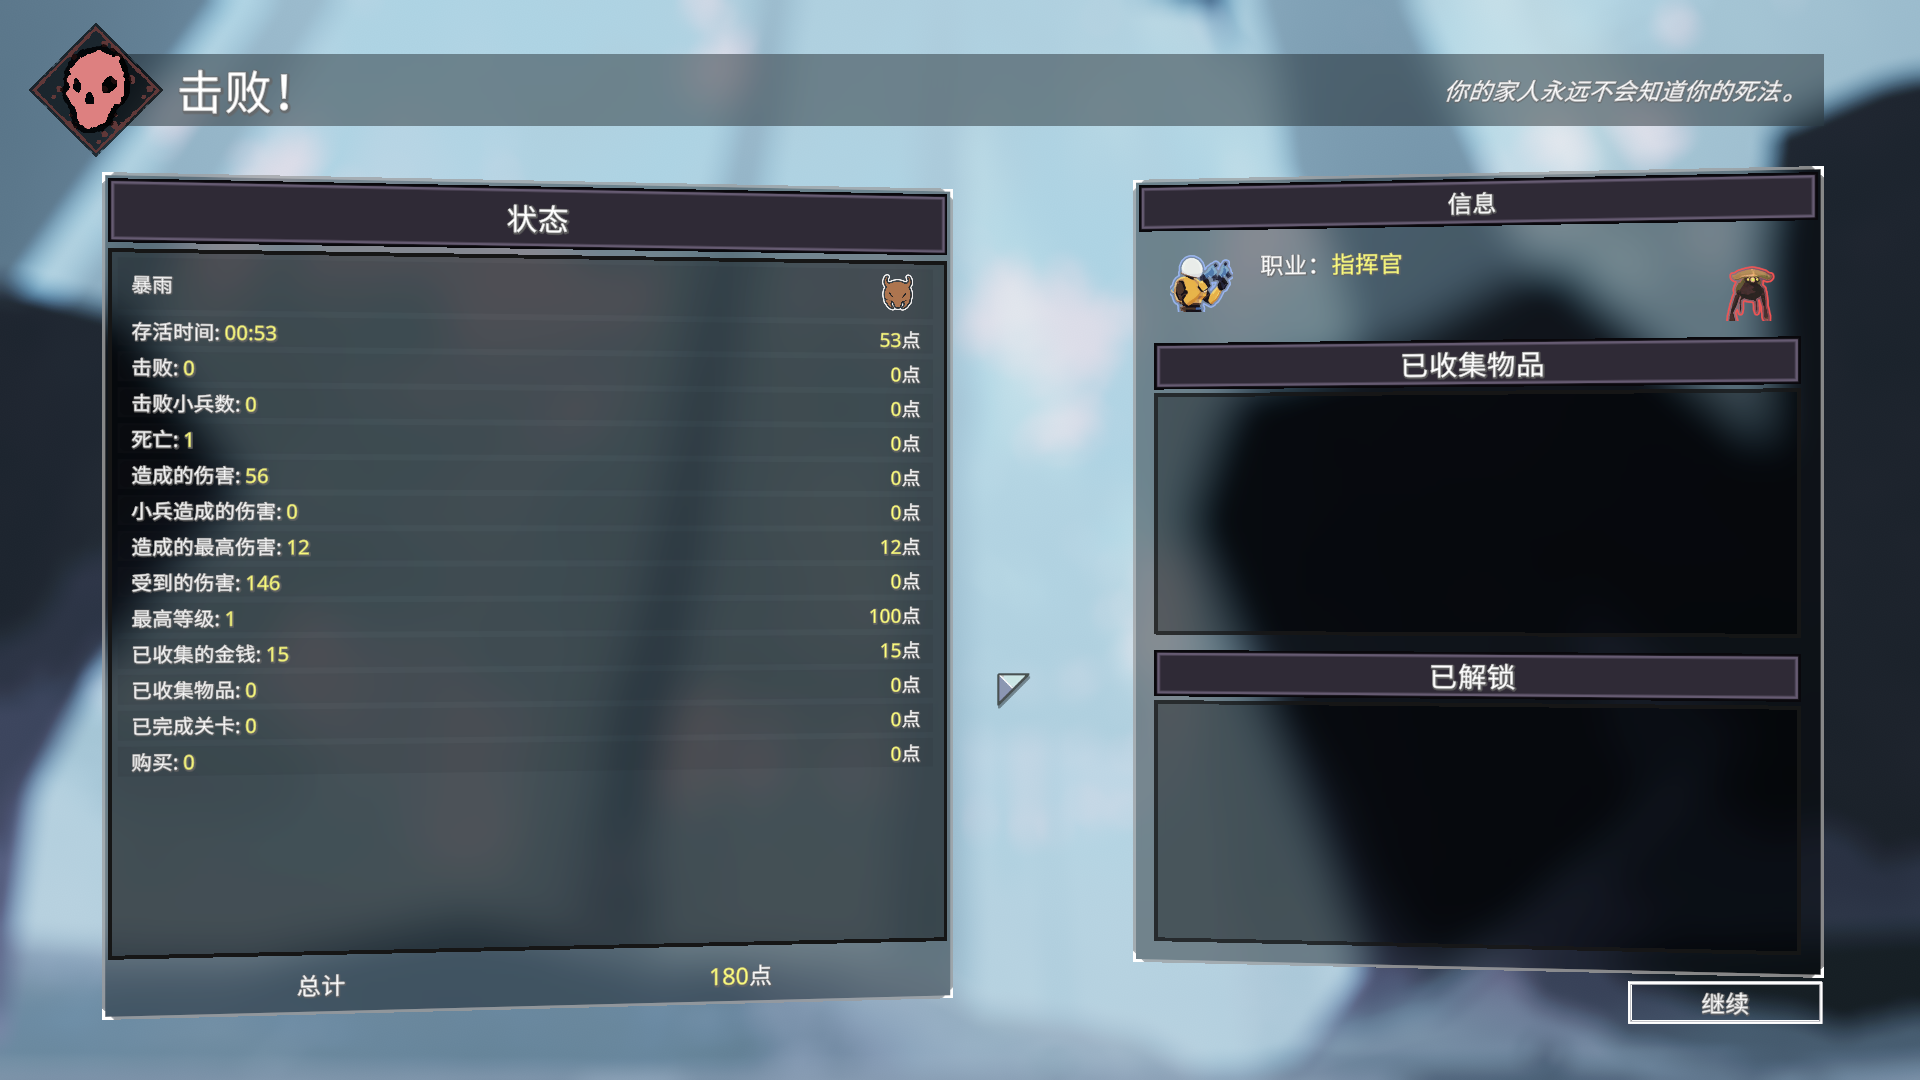 击败!
你的家人永远不会知道你的死法。
状态
暴雨
存活时间: 00:53 53点
击败: 0 0点
击败小兵数: 0 0点
死亡: 1 0点
造成的伤害: 56 0点
小兵造成的伤害: 0 0点
造成的最高伤害: 12 12点
受到的伤害: 146 0点
最高等级: 1 100点
已收集的金钱: 15 15点
已收集物品: 0 0点
已完成关卡: 0 0点
购买: 0 0点
总计 180点
信息
职业：指挥官
已收集物品
已解锁
继续